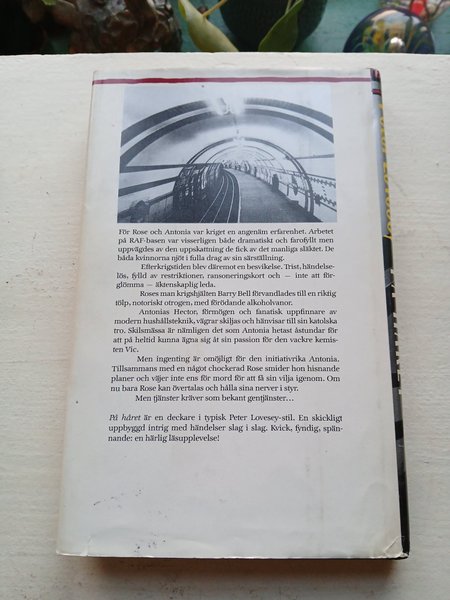 För Rose och Antonia var kriget en angenäm erfarenhet. Arbetet
på RAF-basen var visserligen både dramatiskt och farofyllt men
uppvägdes av den uppskattning de fick av det manliga släktet. De
båda kvinnorna njöt i fulla drag av sin särställning.
Efterkrigstiden blev däremot en besvikelse. Trist, händelse-
lös, fylld av restriktioner, ransoneringskort och — inte att för-
glömma — äktenskaplig leda.
Roses man krigshjälten Barry Bell förvandlades till en riktig
tölp, notoriskt otrogen, med förödande alkoholvanor.
Antonias Hector, förmögen och fanatisk uppfinnare av
modern hushållsteknik, vägrar skiljas och hänvisar till sin katolska
tro. Skilsmässa är nämligen det som Antonia hetast åstundar för
att på heltid kunna ägna sig åt sin passion för den vackre kemis-
ten Vic.
Men ingenting är omöjligt för den initiativrika Antonia.
Tillsammans med en något chockerad Rose smider hon hisnande
planer och väjer inte ens för mord för att få sin vilja igenom. Om
nu bara Rose kan övertalas och hålla sina nerver i styr.
Men tjänster kräver som bekant gentjänster...
På håret är en deckare i typisk Peter Lovesey-stil. En skickligt
uppbyggd intrig med händelser slag i slag. Kvick, fyndig, spän-
nande: en härlig läsupplevelse!